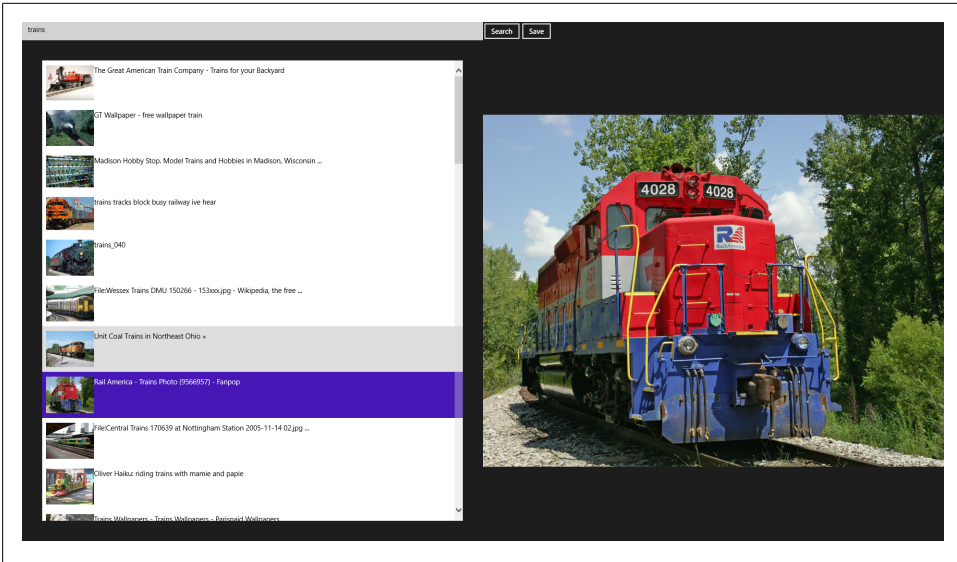 trains
Search
Save
The Great American Train Company - Trains for your Backyard
GT Wallpaper - free wallpaper train
Madison Hobby Stop. Model Trains and Hobbies in Madison, Wisconsin ...
trains tracks block busy railway ive hear
trains_040
File:Wessex Trains DMU 150266 - 153xxx.jpg - Wikipedia, the free ...
Unit Coal Trains in Northeast Ohio «
Rail America - Trains Photo (9566957) - Fanpop
File:Central Trains 170639 at Nottingham Station 2005-11-14 02.jpg ...
Oliver Haiku: riding trains with mamie and papie
Trains Wallpapers - Trains Wallpapers - Parispaid Wallpapers
4028 4028
RailAmerica